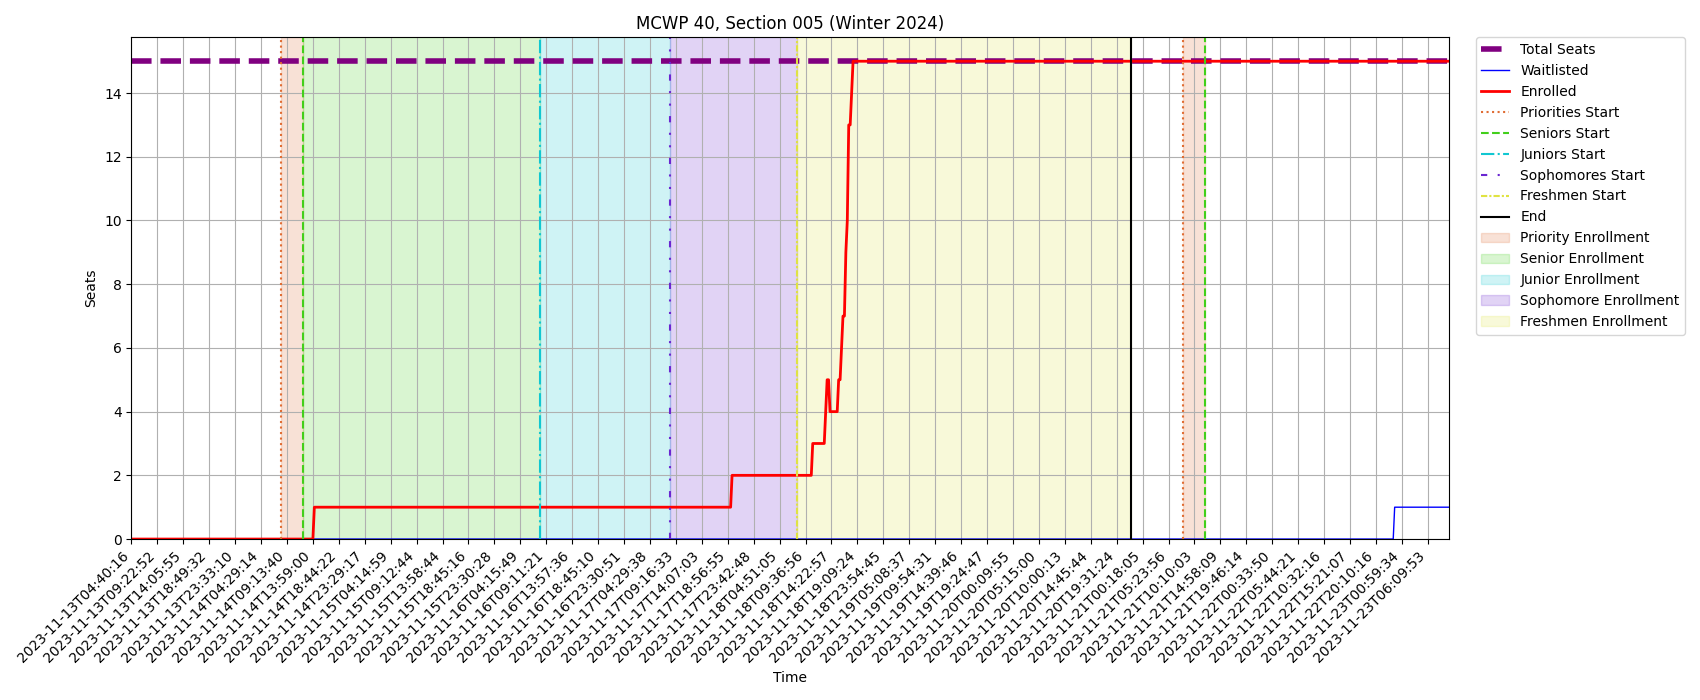 MCWP 40, Section 005 (Winter 2024)
Seats
14
12
10
8
6
4
2
0
2023-11-13T04:40:16
2023-11-13T09:22:52
2023-11-13T14:05:55
2023-11-13T18:49:32
2023-11-13T23:33:10
2023-11-14T04:29:14
2023-11-14T09:13:40
2023-11-14T13:59:00
2023-11-14T18:44:22
2023-11-14T23:29:17
2023-11-15T04:14:59
2023-11-15T09:12:44
2023-11-15T13:58:44
2023-11-15T18:45:16
2023-11-15T23:30:28
2023-11-16T04:15:49
2023-11-16T09:11:21
2023-11-16T13:57:36
2023-11-16T18:45:10
2023-11-16T23:30:51
2023-11-17T04:29:38
2023-11-17T09:16:33
2023-11-17T14:07:03
2023-11-17T18:56:55
2023-11-17T23:42:48
2023-11-18T04:51:05
2023-11-18T09:36:56
2023-11-18T14:22:57
2023-11-18T19:09:24
2023-11-18T23:54:45
2023-11-19T05:08:37
2023-11-19T09:54:31
2023-11-19T14:39:46
2023-11-19T19:24:47
2023-11-20T00:09:55
2023-11-20T05:15:00
2023-11-20T10:00:13
2023-11-20T14:45:44
2023-11-20T19:31:24
2023-11-21T00:18:05
2023-11-21T05:23:56
2023-11-21T10:10:03
2023-11-21T14:58:09
2023-11-21T19:46:14
2023-11-22T00:33:50
2023-11-22T05:44:21
2023-11-22T10:32:16
2023-11-22T15:21:07
2023-11-22T20:10:16
2023-11-23T00:59:34
2023-11-23T06:09:53
Time
Total Seats
Waitlisted
Enrolled
Priorities Start
Seniors Start
Juniors Start
Sophomores Start
Freshmen Start
End
Priority Enrollment
Senior Enrollment
Junior Enrollment
Sophomore Enrollment
Freshmen Enrollment